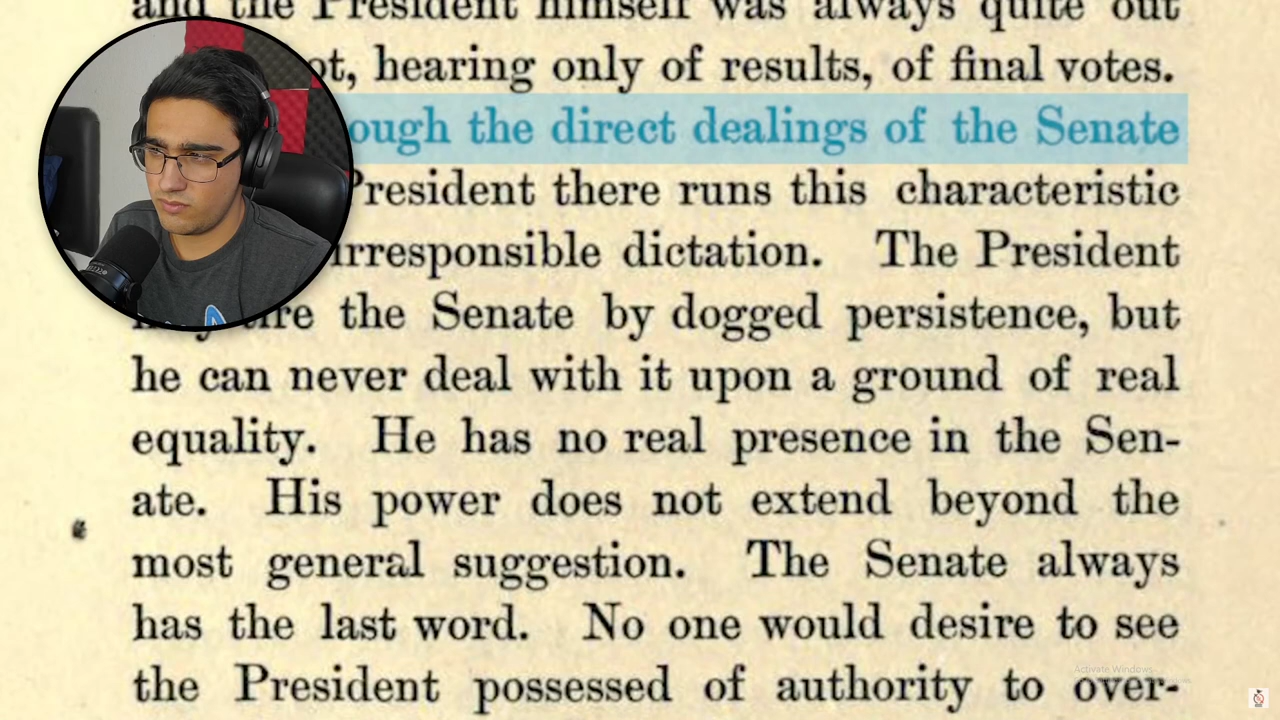 and the President himself was always quite out
hearing only of results, of final votes.
the direct dealings of the Senate
President there runs this characteristic
irresponsible dictation. The President
the Senate by dogged persistence, but
he can never deal with it upon a ground of real
equality. He has no real presence in the Sen-
ate. His power does not extend beyond the
most general suggestion. The Senate always
has the last word. No one would desire to see
the President possessed of authority to over-
Activate Windows